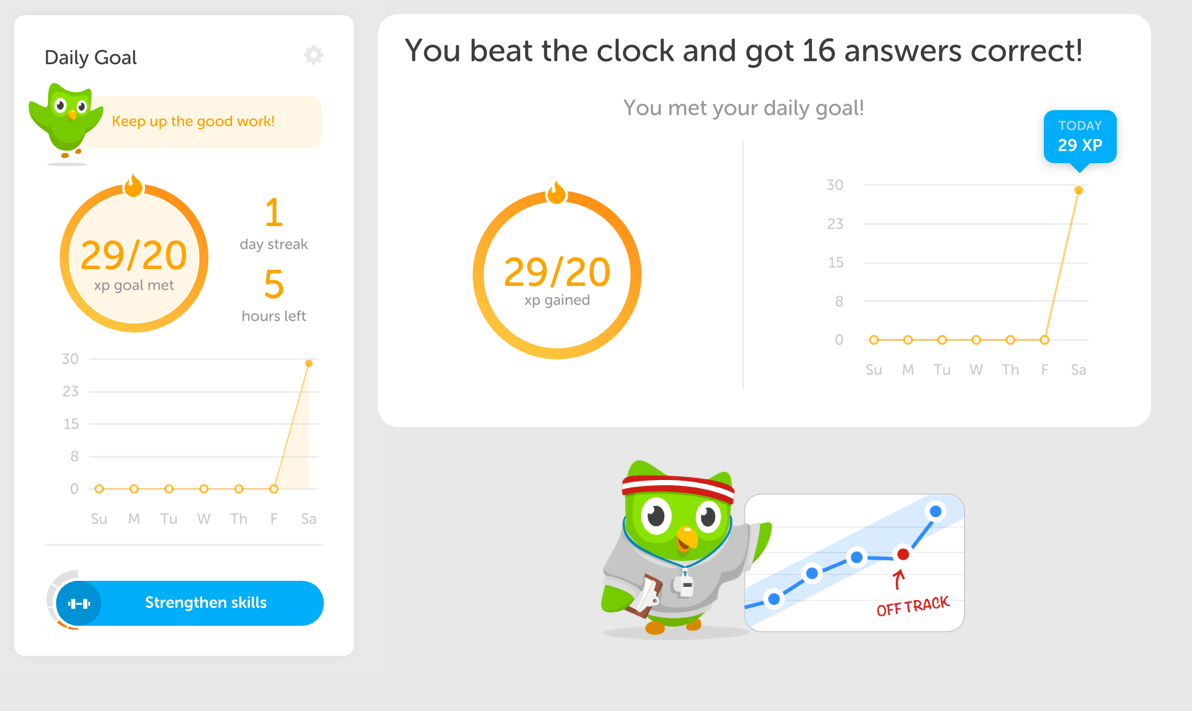 Daily Goal
Keep up the good work!
29/20
xp goal met
1
day streak
5
hours left
30
23
15
8
0
Su M Tu W Th F Sa
Strengthen skills
You beat the clock and got 16 answers correct!
You met your daily goal!
29/20
xp gained
TODAY
29 XP
30
23
15
8
0
Su M Tu W Th F Sa
OFF TRACK